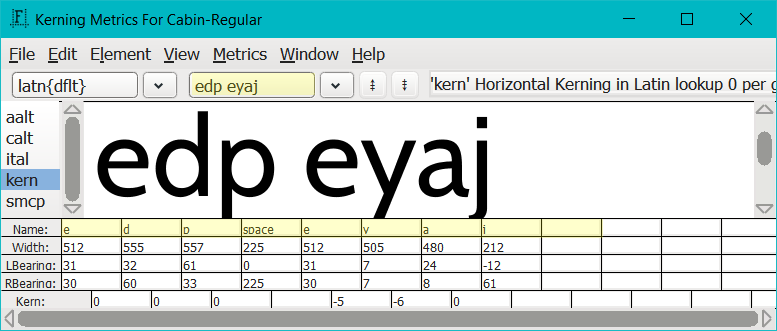 Kerning Metrics For Cabin-Regular
File Edit Element View Metrics Window Help
latn{dflt} edp eyaj 'kern' Horizontal Kerning in Latin lookup 0 per g
aalt
calt
ital
kern
smcp
edp eyaj
Name: e d p space e y a j
Width: 512 555 557 225 512 505 480 212
LBearing: 31 32 61 0 31 7 24 -12
RBearing: 30 60 33 225 30 7 8 61
Kern: 0 0 0 -5 -6 0